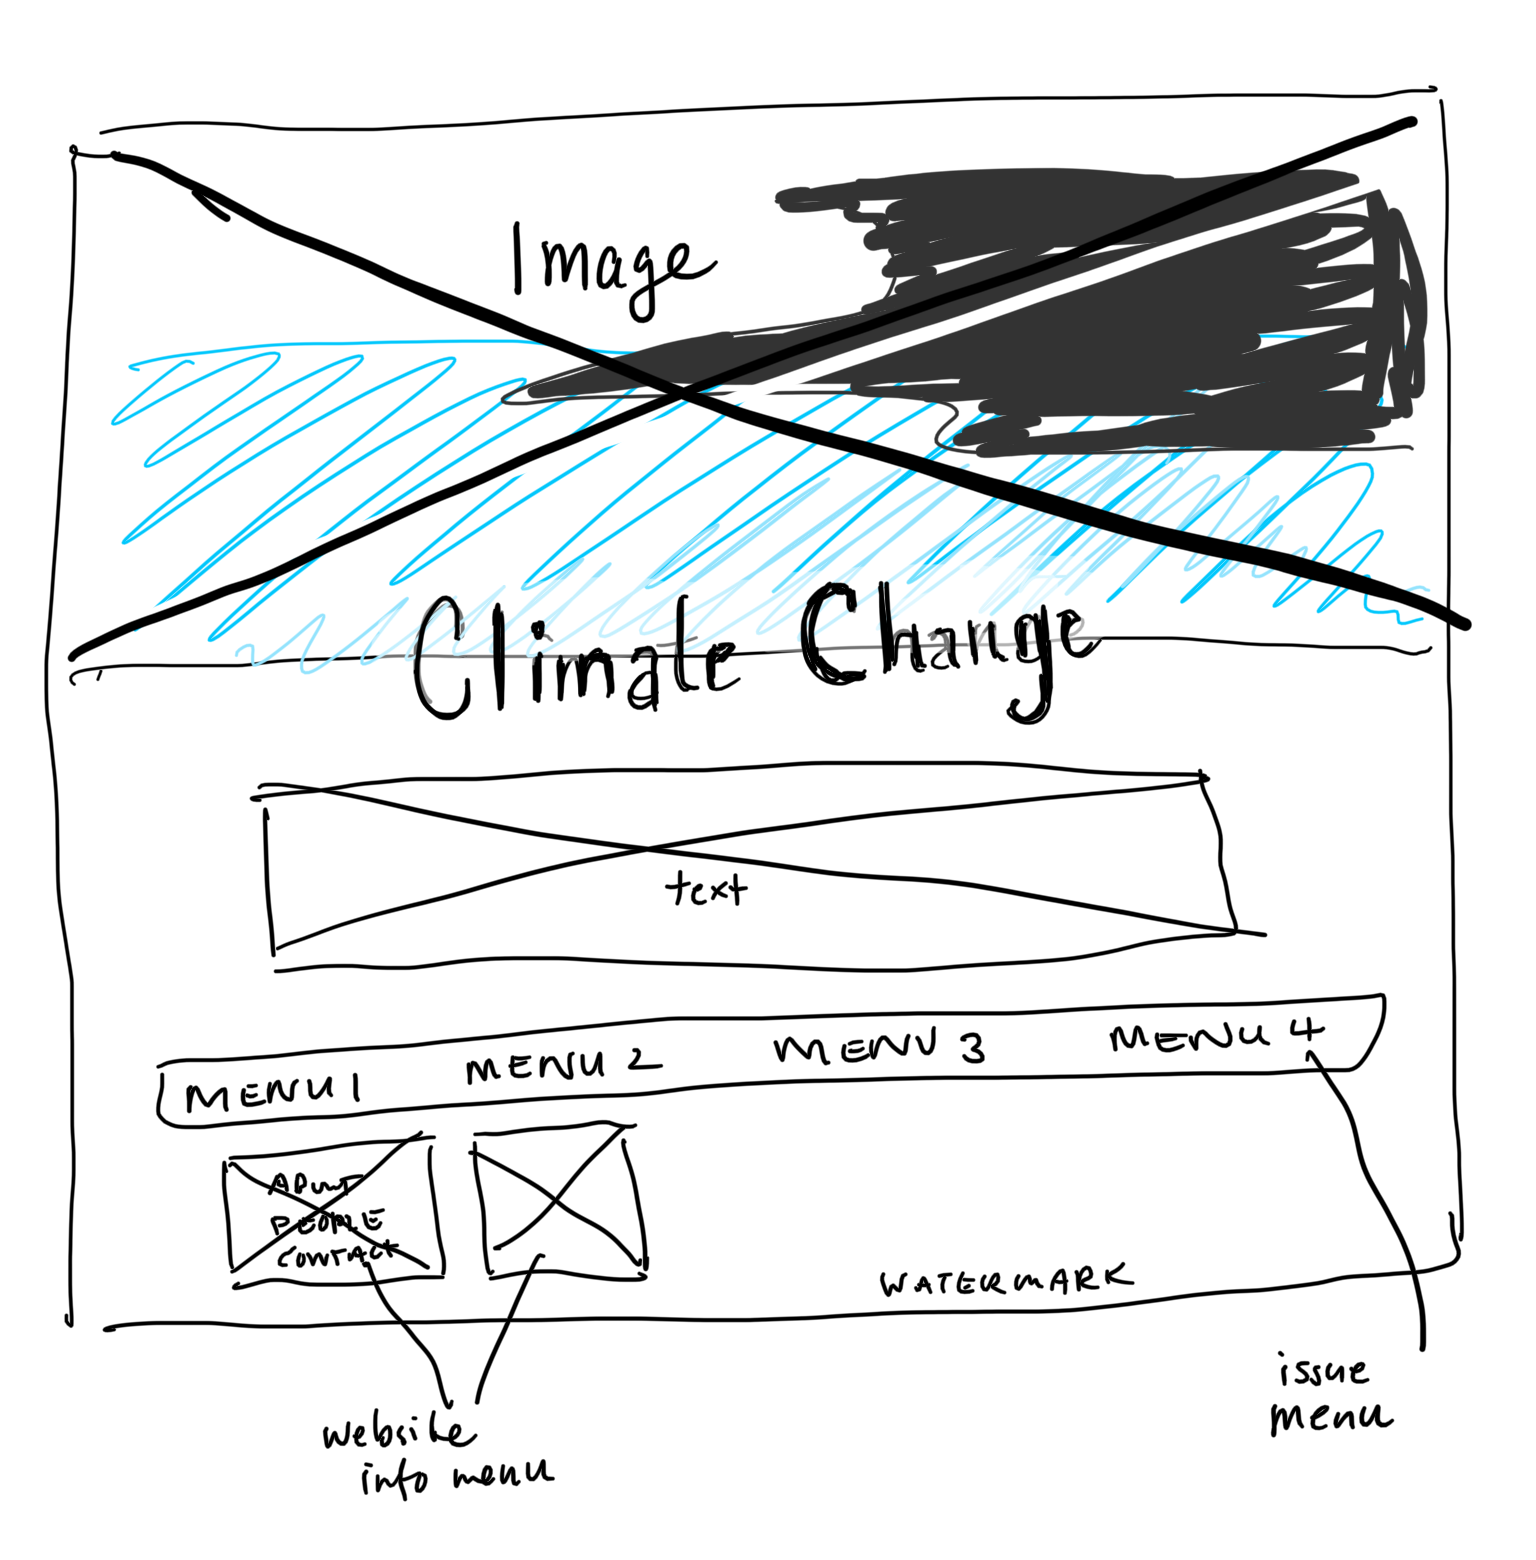 Image
Climate Change
text
MENU 1 MENU 2 MENU 3 MENU 4
ABOUT
PEOPLE
CONTACT
WATERMARK
website
info menu
issue
menu